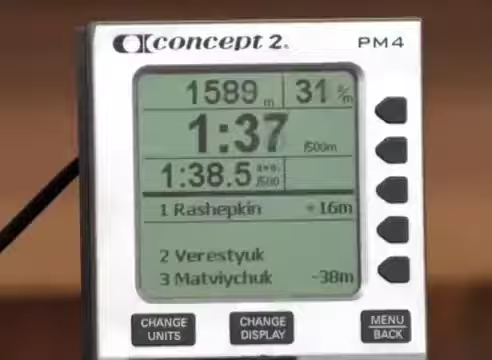 concept 2. PM4
1589 m 31 s/m
1:37 /500m
1:38.5 ave. /500
1 Rashepkin +16m
2 Verestyuk
3 Matviychuk -38m
CHANGE UNITS
CHANGE DISPLAY
MENU BACK